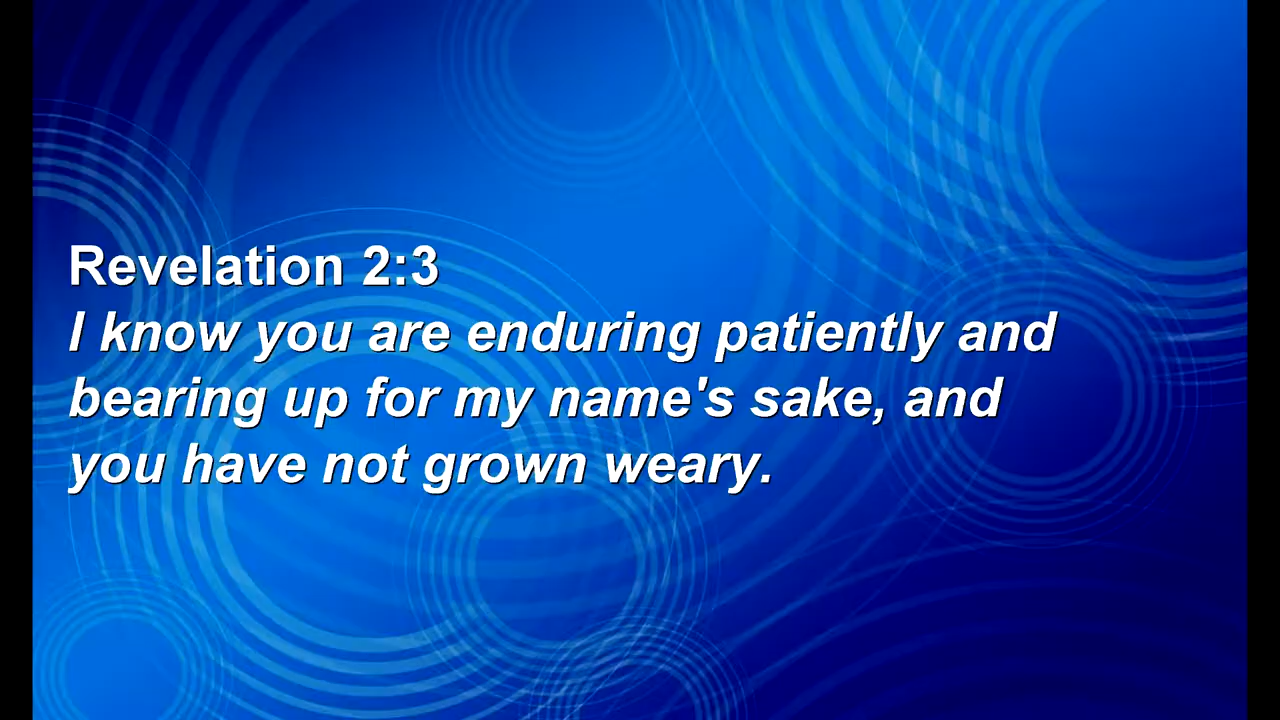 Revelation 2:3
I know you are enduring patiently and
bearing up for my name's sake, and
you have not grown weary.